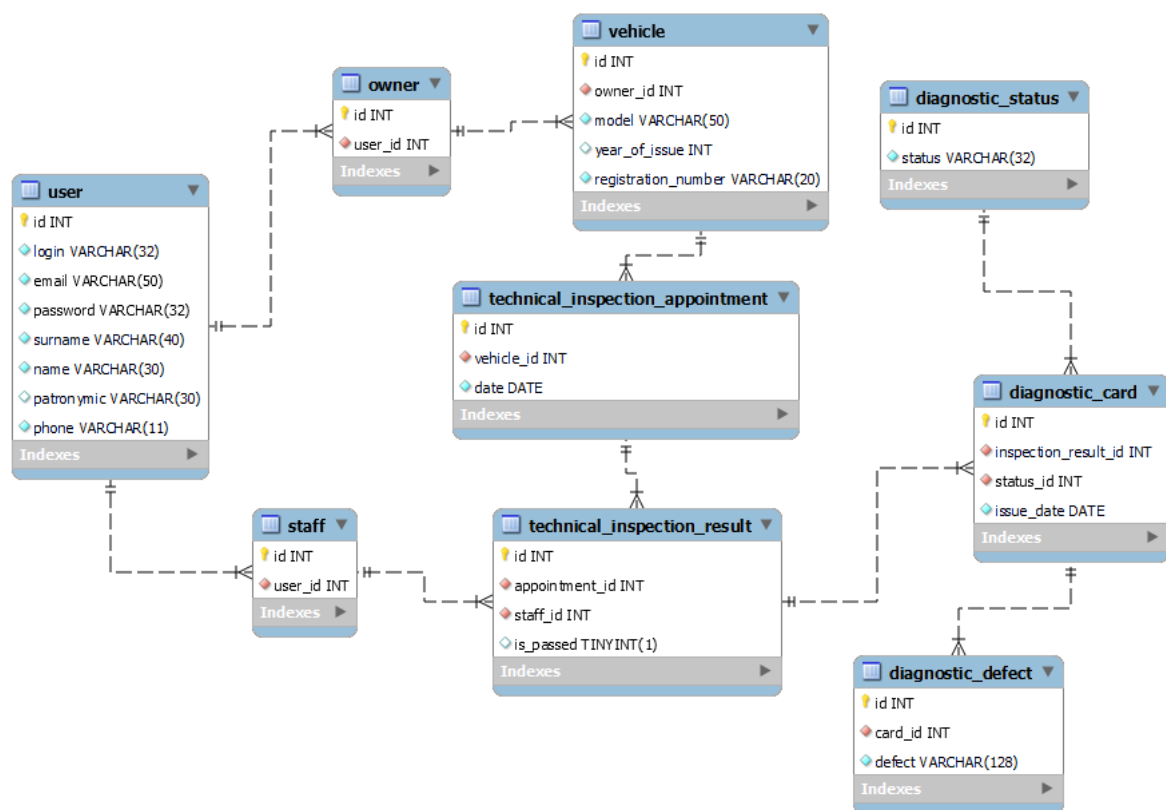 user
id INT
login VARCHAR(32)
email VARCHAR(50)
password VARCHAR(32)
surname VARCHAR(40)
name VARCHAR(30)
patronymic VARCHAR(30)
phone VARCHAR(11)
Indexes
owner
id INT
user_id INT
Indexes
vehicle
id INT
owner_id INT
model VARCHAR(50)
year_of_issue INT
registration_number VARCHAR(20)
Indexes
diagnostic_status
id INT
status VARCHAR(32)
Indexes
technical_inspection_appointment
id INT
vehicle_id INT
date DATE
Indexes
diagnostic_card
id INT
inspection_result_id INT
status_id INT
issue_date DATE
Indexes
staff
id INT
user_id INT
Indexes
technical_inspection_result
id INT
appointment_id INT
staff_id INT
is_passed TINYINT(1)
Indexes
diagnostic_defect
id INT
card_id INT
defect VARCHAR(128)
Indexes